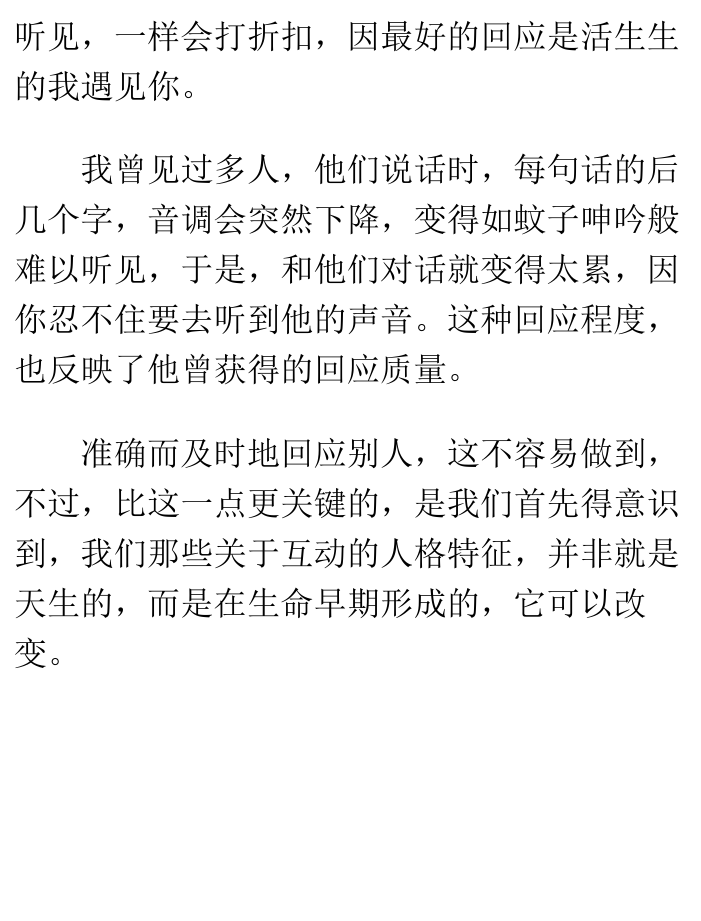 听见，一样会打折扣，因最好的回应是活生生
的我遇见你。
我曾见过多人，他们说话时，每句话的后
几个字，音调会突然下降，变得如蚊子呻吟般
难以听见，于是，和他们对话就变得太累，因
你忍不住要去听到他的声音。这种回应程度，
也反映了他曾获得的回应质量。
准确而及时地回应别人，这不容易做到，
不过，比这一点更关键的，是我们首先得意识
到，我们那些关于互动的人格特征，并非就是
天生的，而是在生命早期形成的，它可以改
变。